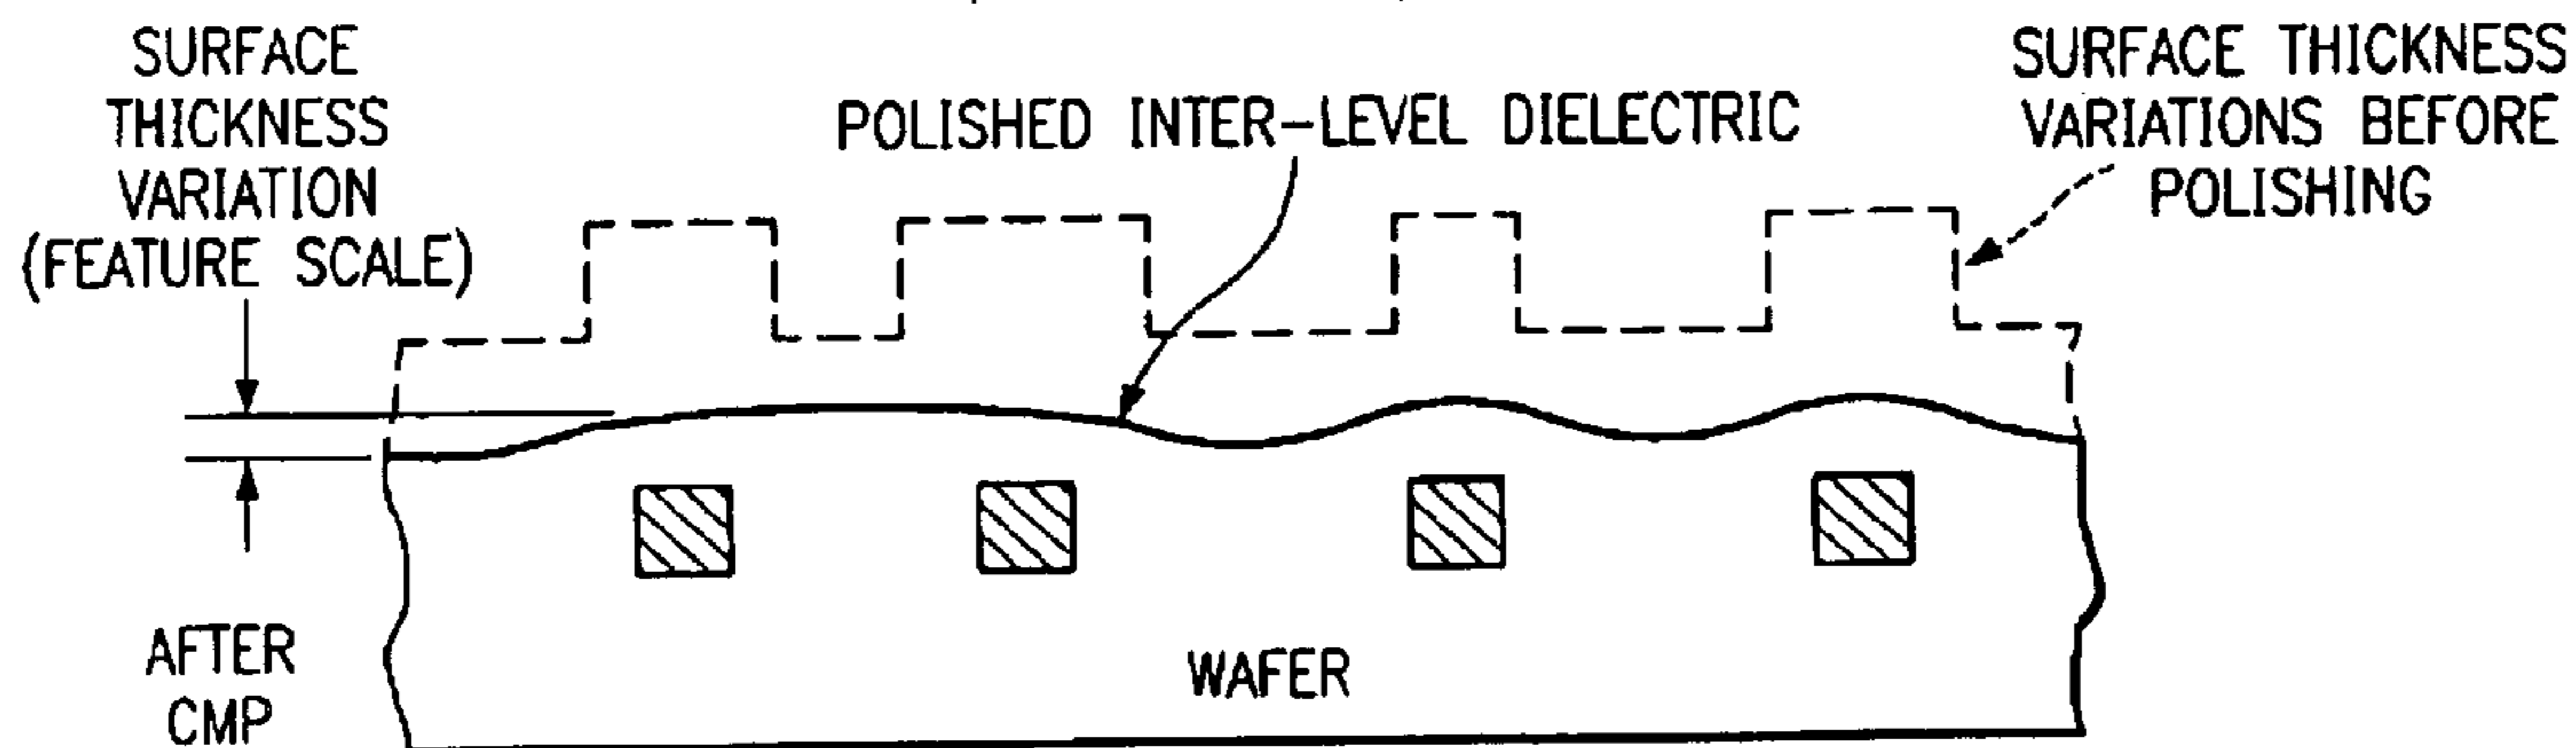 SURFACE
THICKNESS
VARIATION
(FEATURE SCALE)
POLISHED INTER-LEVEL DIELECTRIC
SURFACE THICKNESS
VARIATIONS BEFORE
POLISHING
AFTER
CMP
WAFER